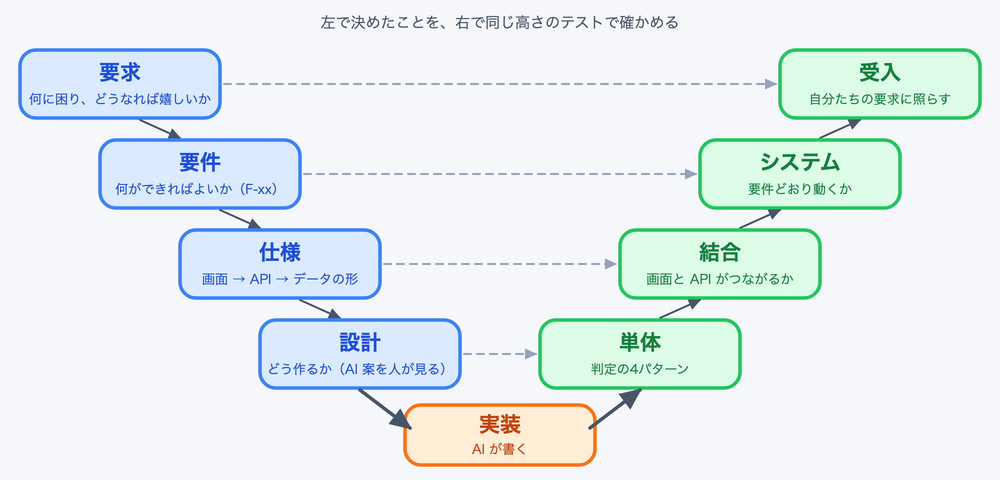 左で決めたことを、右で同じ高さのテストで確かめる
要求
何に困り、どうなれば嬉しいか
受入
自分たちの要求に照らす
要件
何ができればよいか（F-xx）
システム
要件どおり動くか
仕様
画面 → API → データの形
結合
画面と API がつながるか
設計
どう作るか（AI 案を人が見る）
単体
判定の4パターン
実装
AI が書く